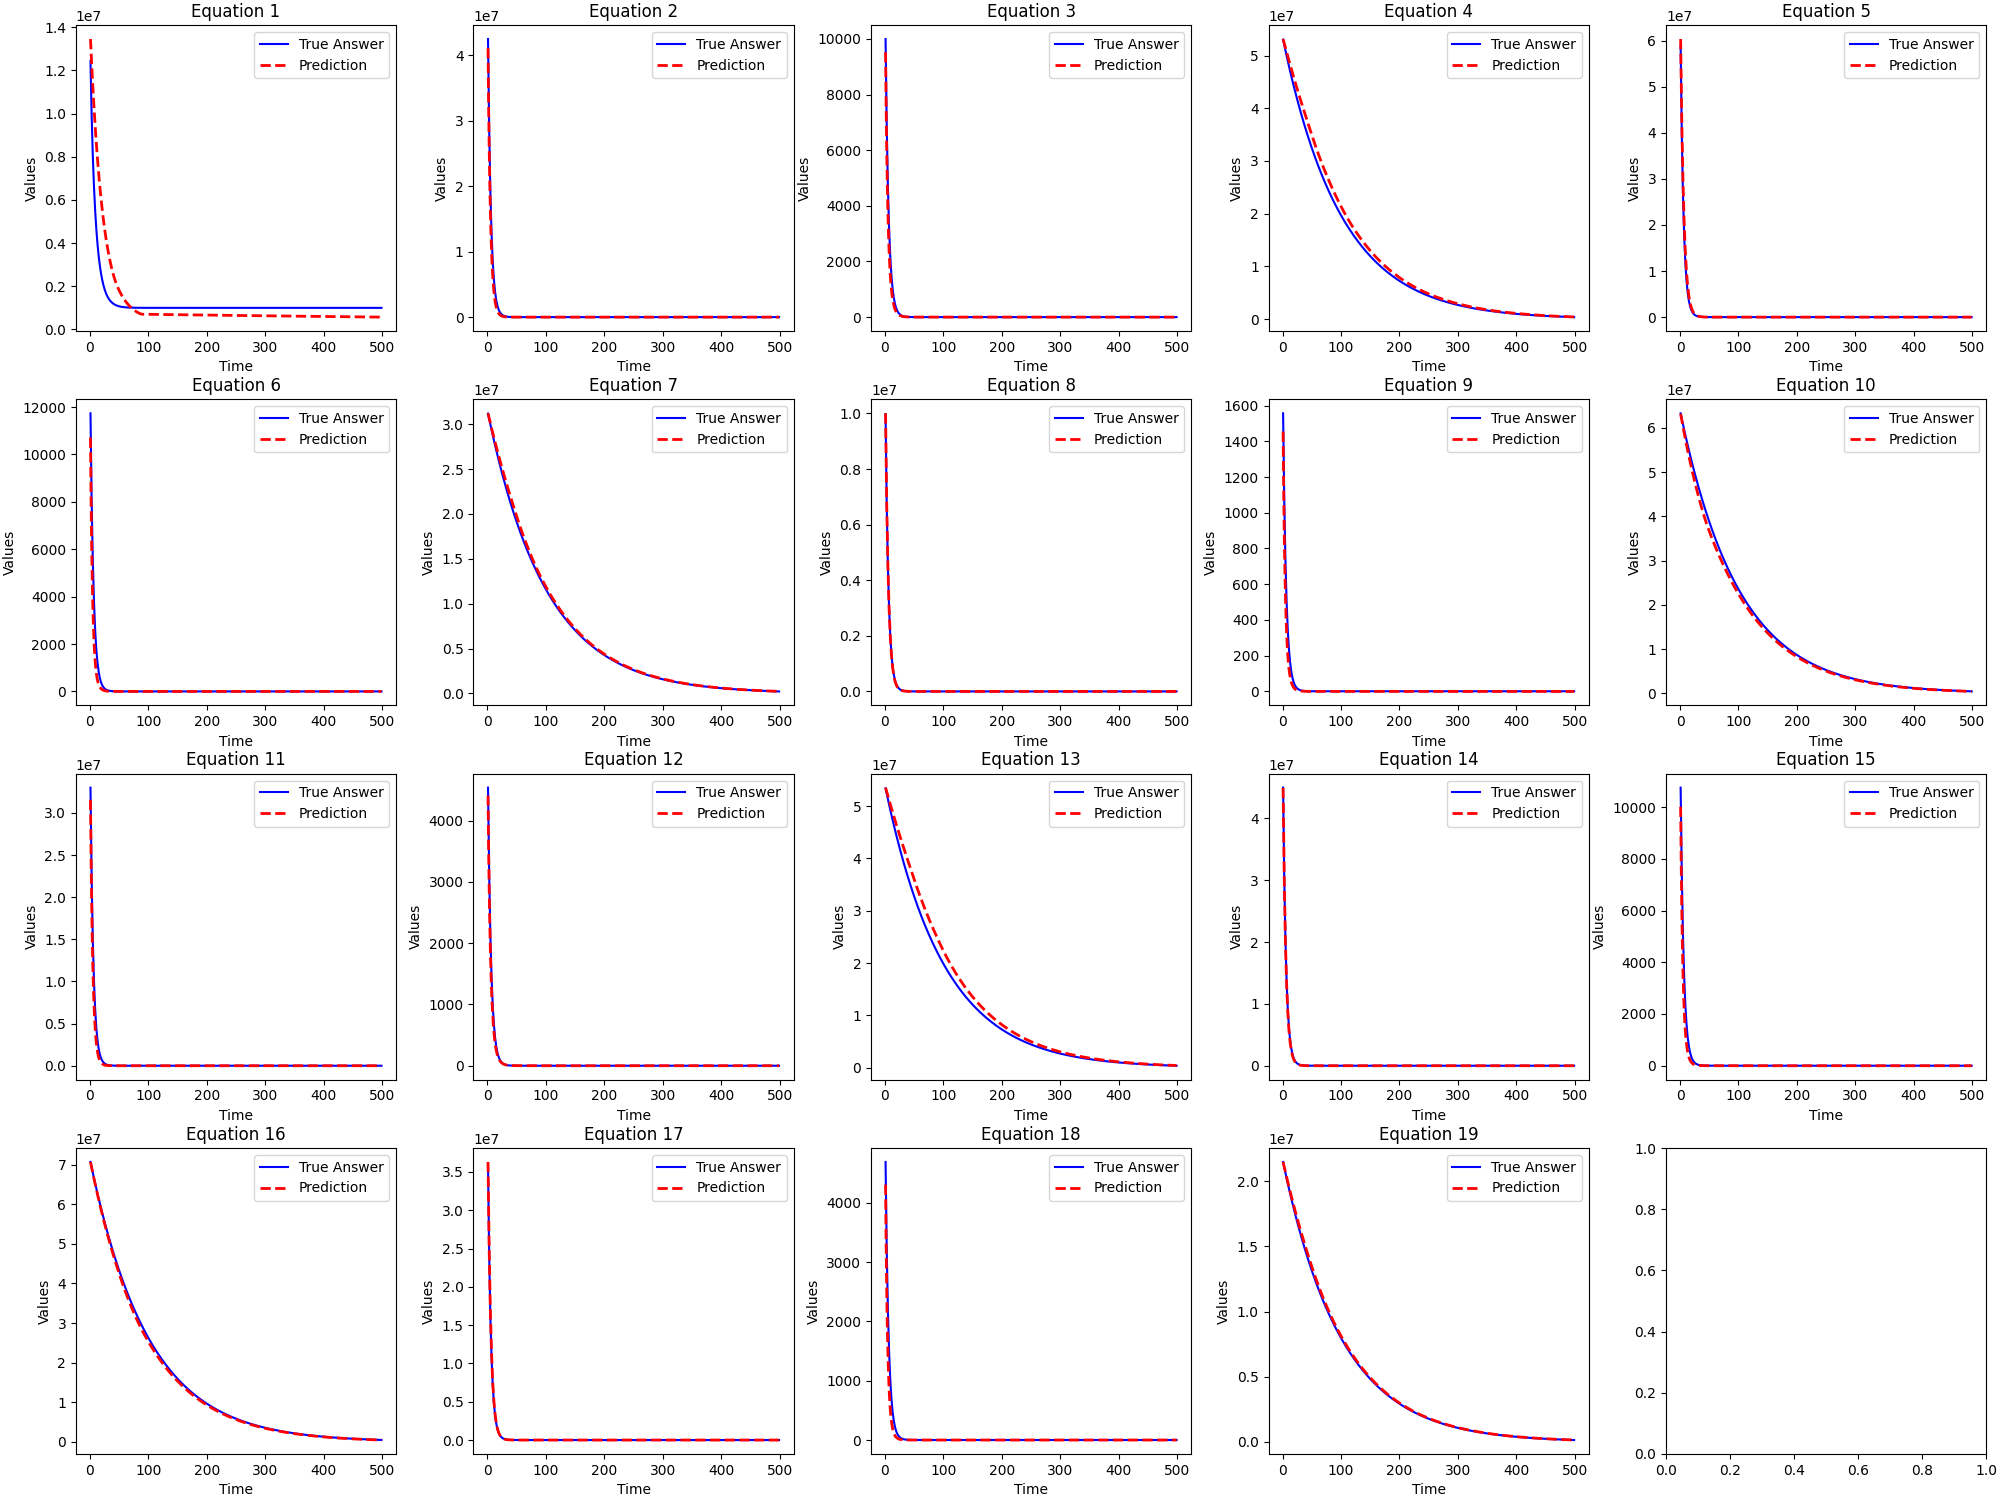 Equation 1
1e7
1.4
1.2
1.0
0.8
0.6
0.4
0.2
0.0
Values
True Answer
Prediction
0 100 200 300 400 500
Time
Equation 2
1e7
4
3
2
1
0
Values
True Answer
Prediction
0 100 200 300 400 500
Time
Equation 3
10000
8000
6000
4000
2000
0
Values
True Answer
Prediction
0 100 200 300 400 500
Time
Equation 4
1e7
5
4
3
2
1
0
Values
True Answer
Prediction
0 100 200 300 400 500
Time
Equation 5
1e7
6
5
4
3
2
1
0
Values
True Answer
Prediction
0 100 200 300 400 500
Time
Equation 6
12000
10000
8000
6000
4000
2000
0
Values
True Answer
Prediction
0 100 200 300 400 500
Time
Equation 7
1e7
3.0
2.5
2.0
1.5
1.0
0.5
0.0
Values
True Answer
Prediction
0 100 200 300 400 500
Time
Equation 8
1e7
1.0
0.8
0.6
0.4
0.2
0.0
Values
True Answer
Prediction
0 100 200 300 400 500
Time
Equation 9
1600
1400
1200
1000
800
600
400
200
0
Values
True Answer
Prediction
0 100 200 300 400 500
Time
Equation 10
1e7
6
5
4
3
2
1
0
Values
True Answer
Prediction
0 100 200 300 400 500
Time
Equation 11
1e7
3.0
2.5
2.0
1.5
1.0
0.5
0.0
Values
True Answer
Prediction
0 100 200 300 400 500
Time
Equation 12
4000
3000
2000
1000
0
Values
True Answer
Prediction
0 100 200 300 400 500
Time
Equation 13
1e7
5
4
3
2
1
0
Values
True Answer
Prediction
0 100 200 300 400 500
Time
Equation 14
1e7
4
3
2
1
0
Values
True Answer
Prediction
0 100 200 300 400 500
Time
Equation 15
10000
8000
6000
4000
2000
0
Values
True Answer
Prediction
0 100 200 300 400 500
Time
Equation 16
1e7
7
6
5
4
3
2
1
0
Values
True Answer
Prediction
0 100 200 300 400 500
Time
Equation 17
1e7
3.5
3.0
2.5
2.0
1.5
1.0
0.5
0.0
Values
True Answer
Prediction
0 100 200 300 400 500
Time
Equation 18
4000
3000
2000
1000
0
Values
True Answer
Prediction
0 100 200 300 400 500
Time
Equation 19
1e7
2.0
1.5
1.0
0.5
0.0
Values
True Answer
Prediction
0 100 200 300 400 500
Time
1.0
0.8
0.6
0.4
0.2
0.0
0.0 0.2 0.4 0.6 0.8 1.0